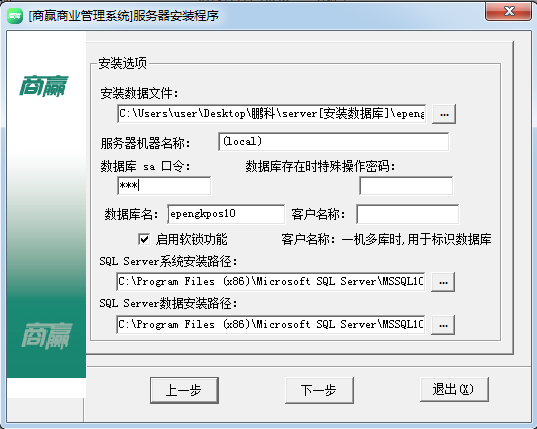 [商赢商业管理系统]服务器安装程序
商赢
安装选项
安装数据文件：
C:\Users\user\Desktop\鹏科\server[安装数据库]\epeng
...
服务器机器名称：
(local)
数据库 sa 口令：
数据库存在时特殊操作密码：
***
数据库名：
epengkpos10
客户名称：
启用软锁功能
客户名称：一机多库时,用于标识数据库
SQL Server系统安装路径：
C:\Program Files (x86)\Microsoft SQL Server\MSSQL10
...
SQL Server数据安装路径：
C:\Program Files (x86)\Microsoft SQL Server\MSSQL10
...
商赢
上一步
下一步
退出(X)